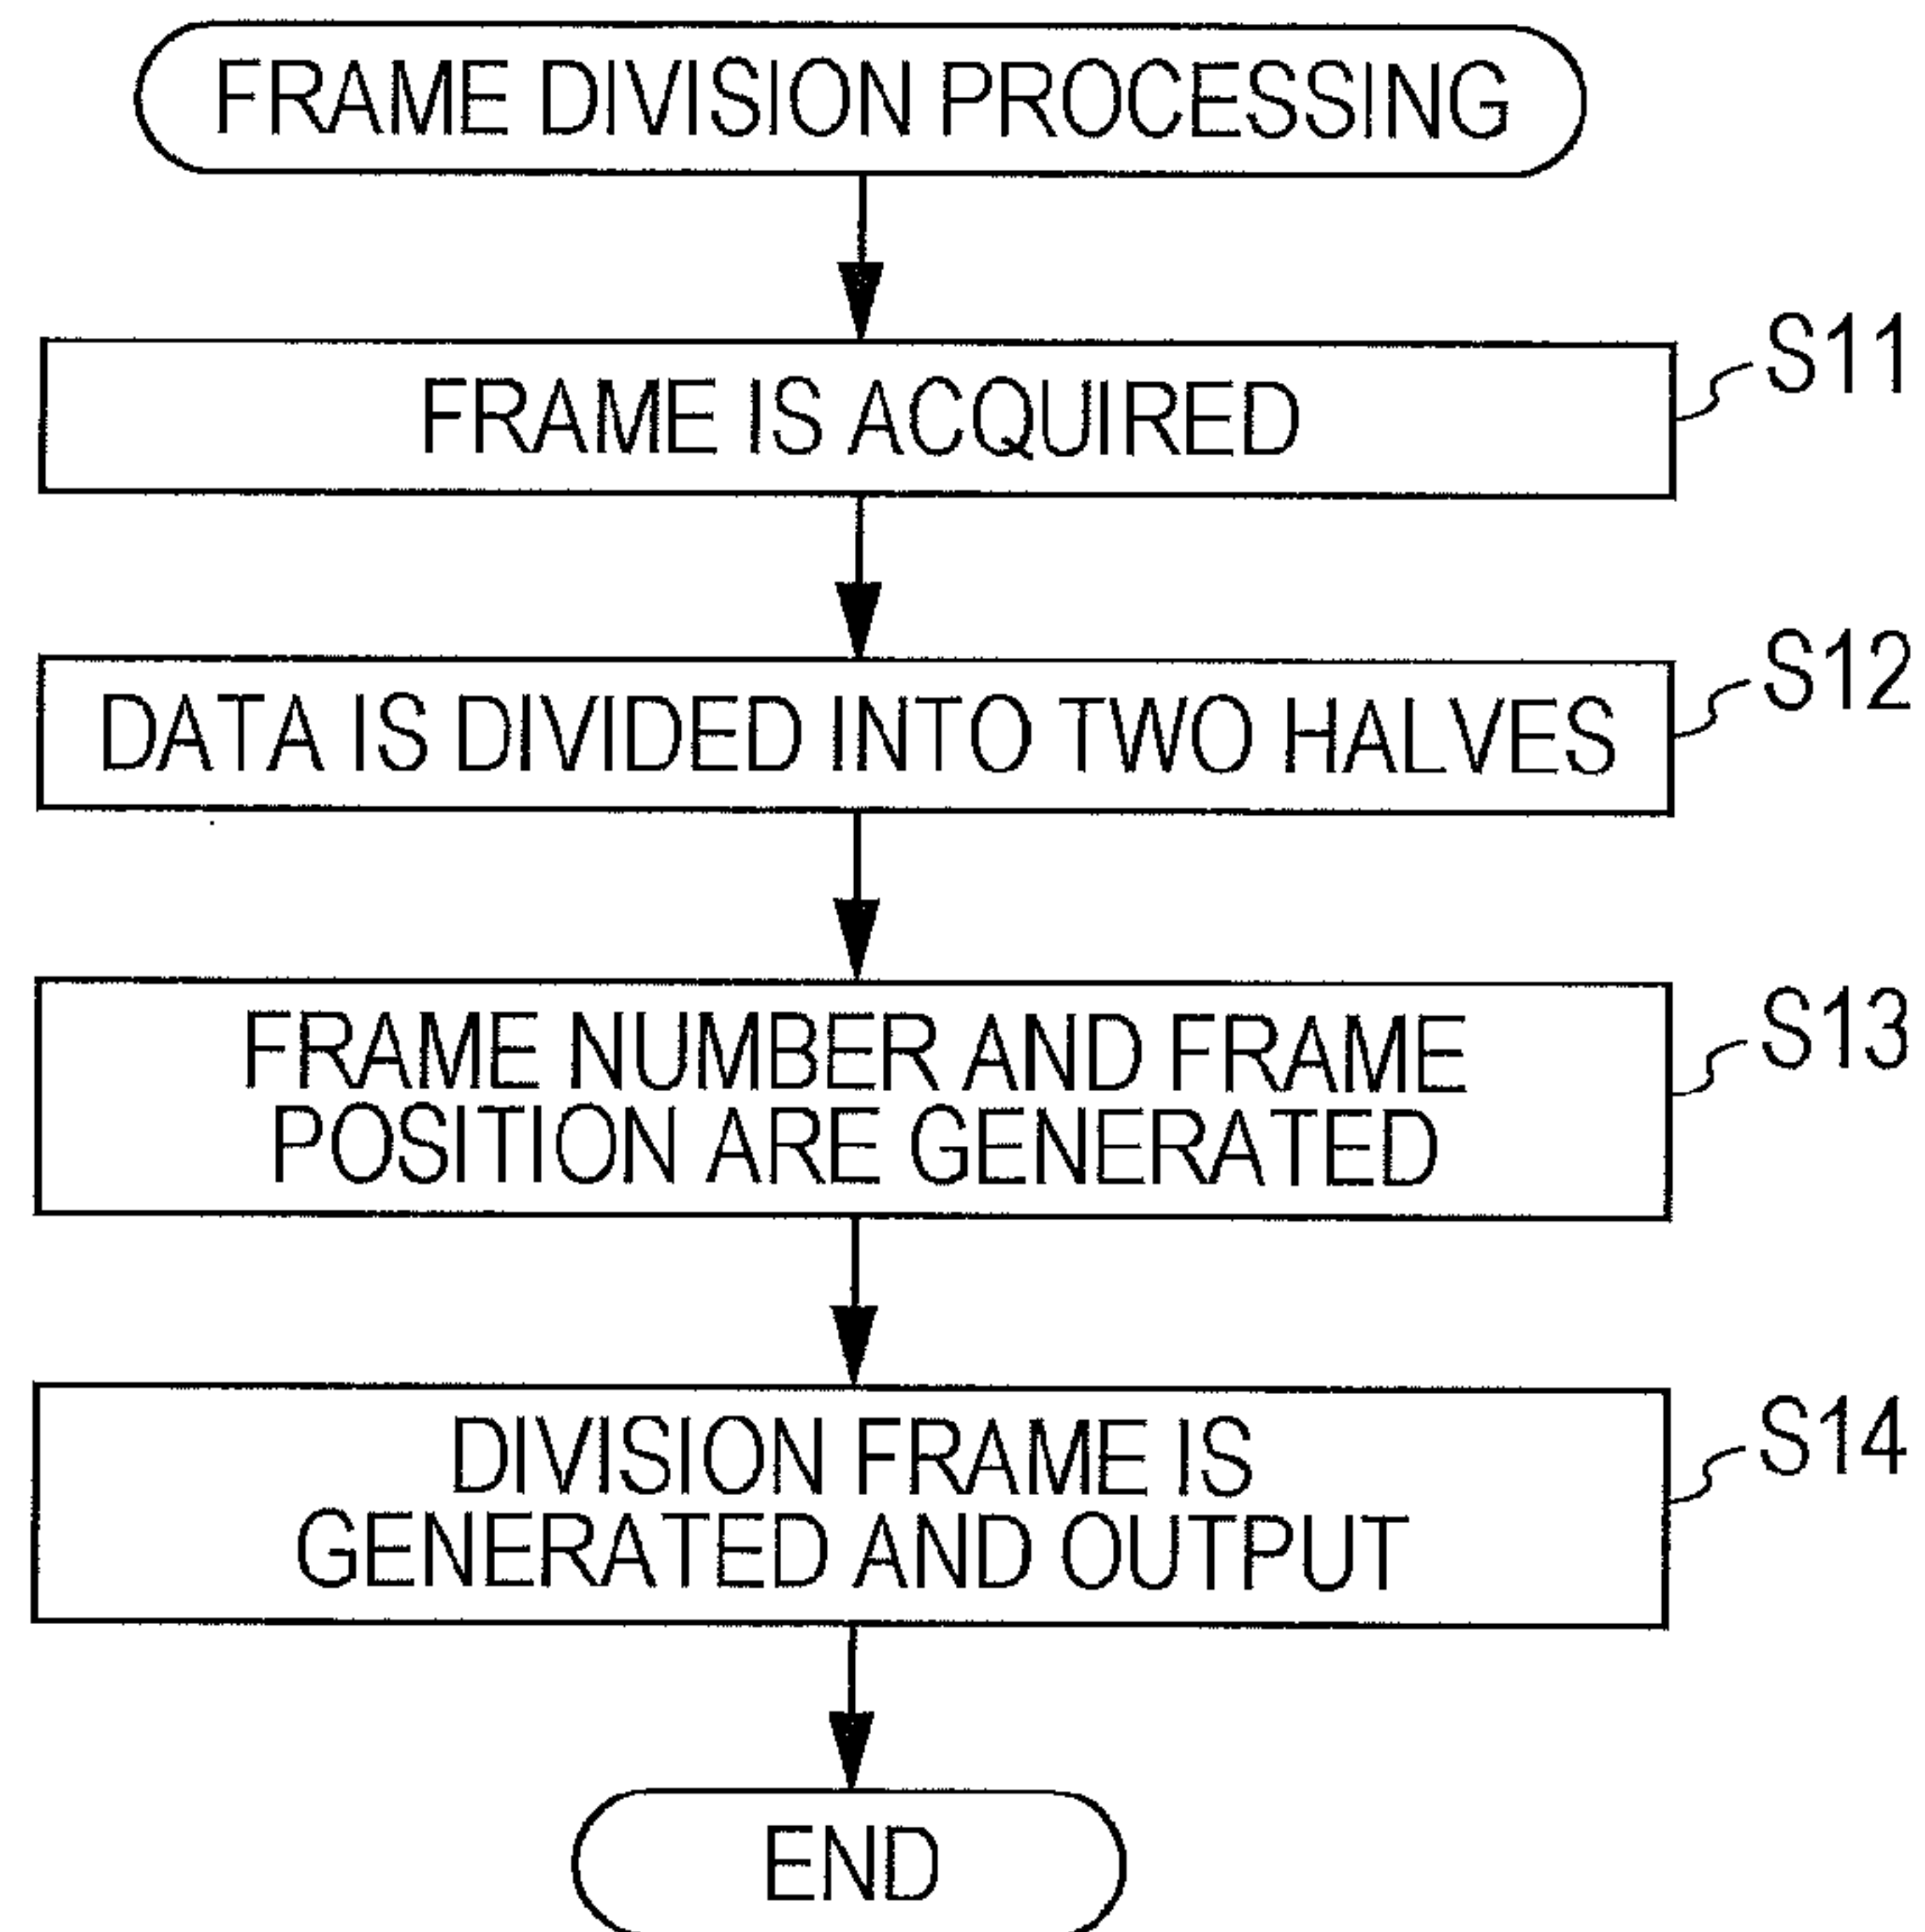 FRAME DIVISION PROCESSING
FRAME IS ACQUIRED
S11
DATA IS DIVIDED INTO TWO HALVES
S12
FRAME NUMBER AND FRAME
POSITION ARE GENERATED
S13
DIVISION FRAME IS
GENERATED AND OUTPUT
S14
END